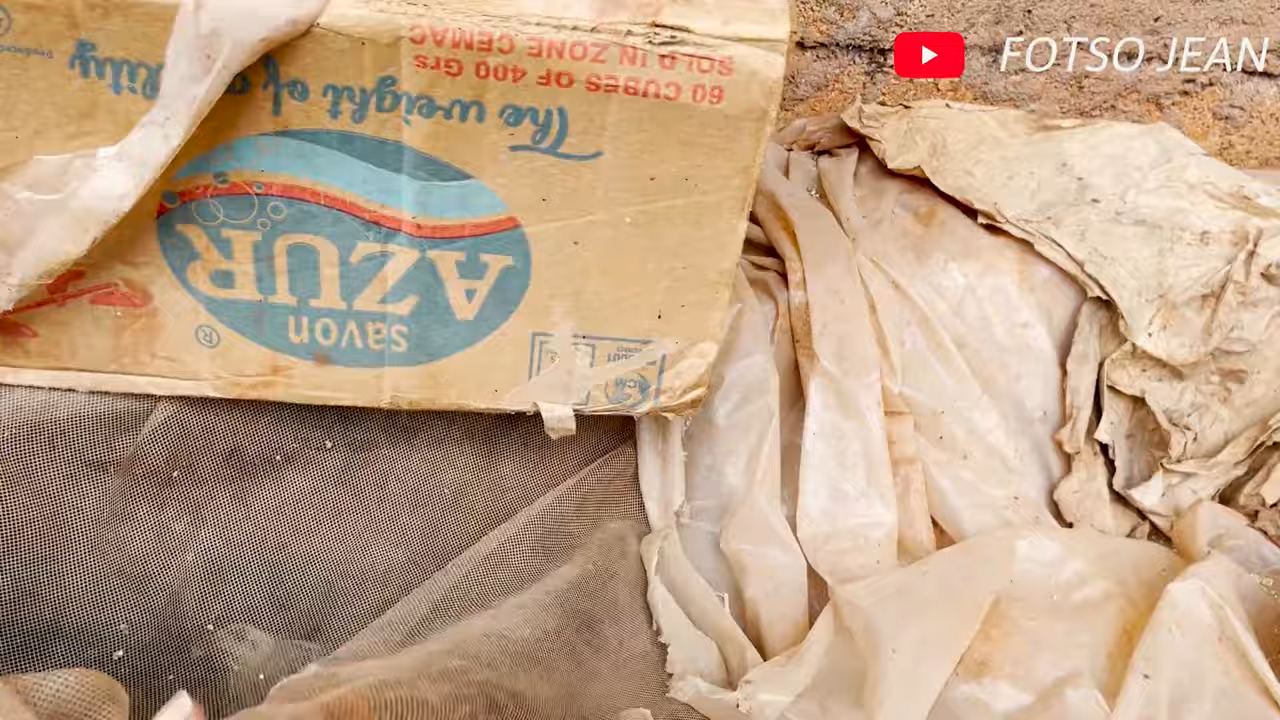 FOTSO JEAN
60 CUBES OF 400 Grs
SOLD IN ZONE CEMAC
The weight of
savon
AZUR
®